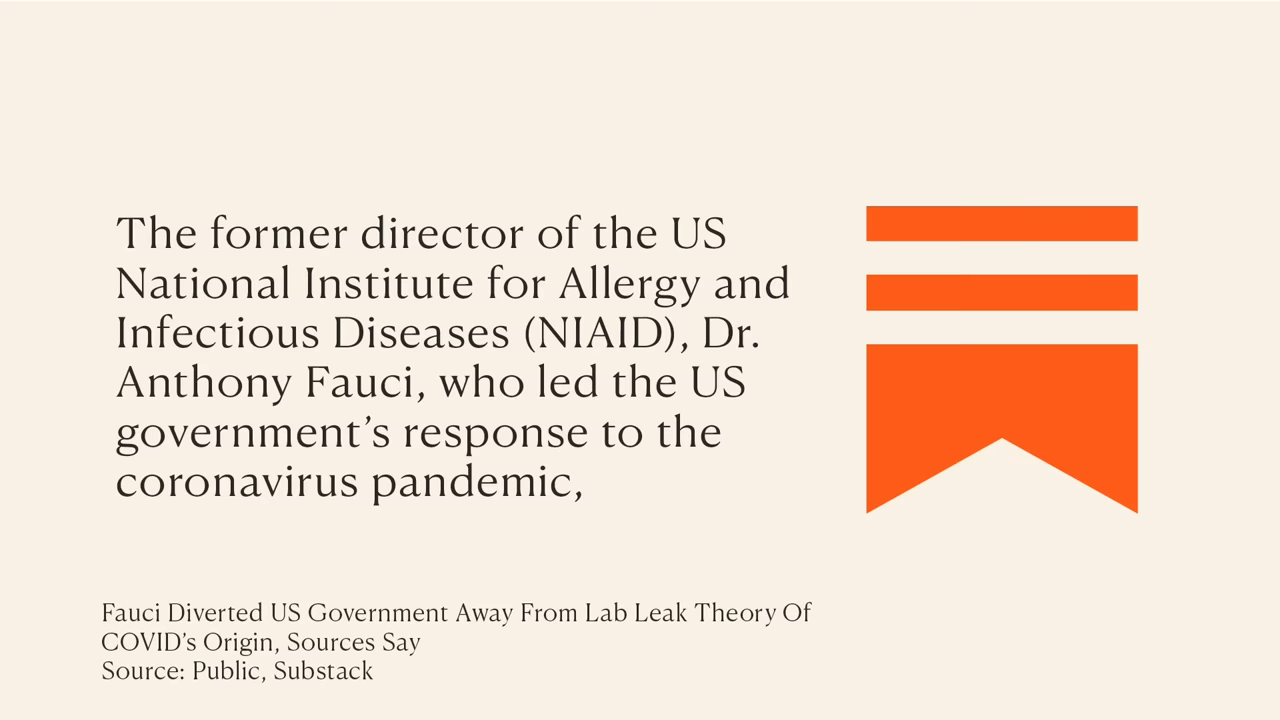 The former director of the US
National Institute for Allergy and
Infectious Diseases (NIAID), Dr.
Anthony Fauci, who led the US
government’s response to the
coronavirus pandemic,
Fauci Diverted US Government Away From Lab Leak Theory Of
COVID’s Origin, Sources Say
Source: Public, Substack